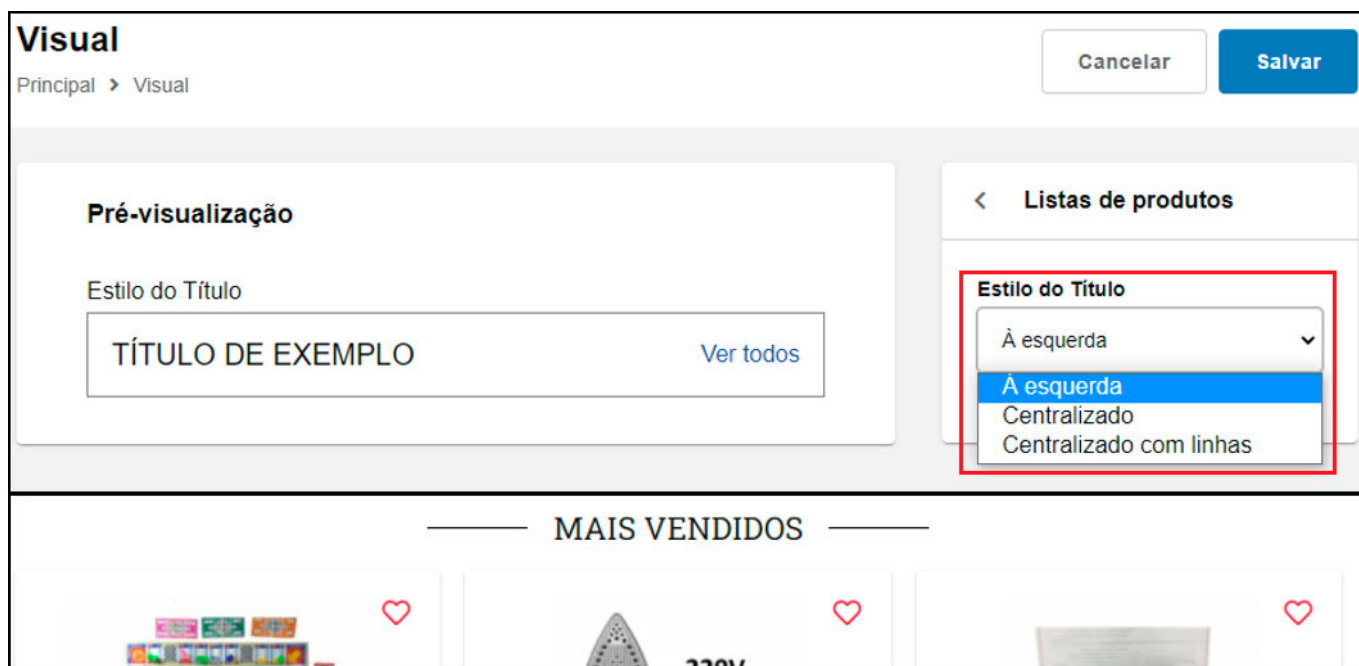 Visual
Cancelar
Salvar
Principal > Visual
Pré-visualização
Estilo do Título
TÍTULO DE EXEMPLO
Ver todos
< Listas de produtos
Estilo do Título
À esquerda
À esquerda
Centralizado
Centralizado com linhas
MAIS VENDIDOS
220V